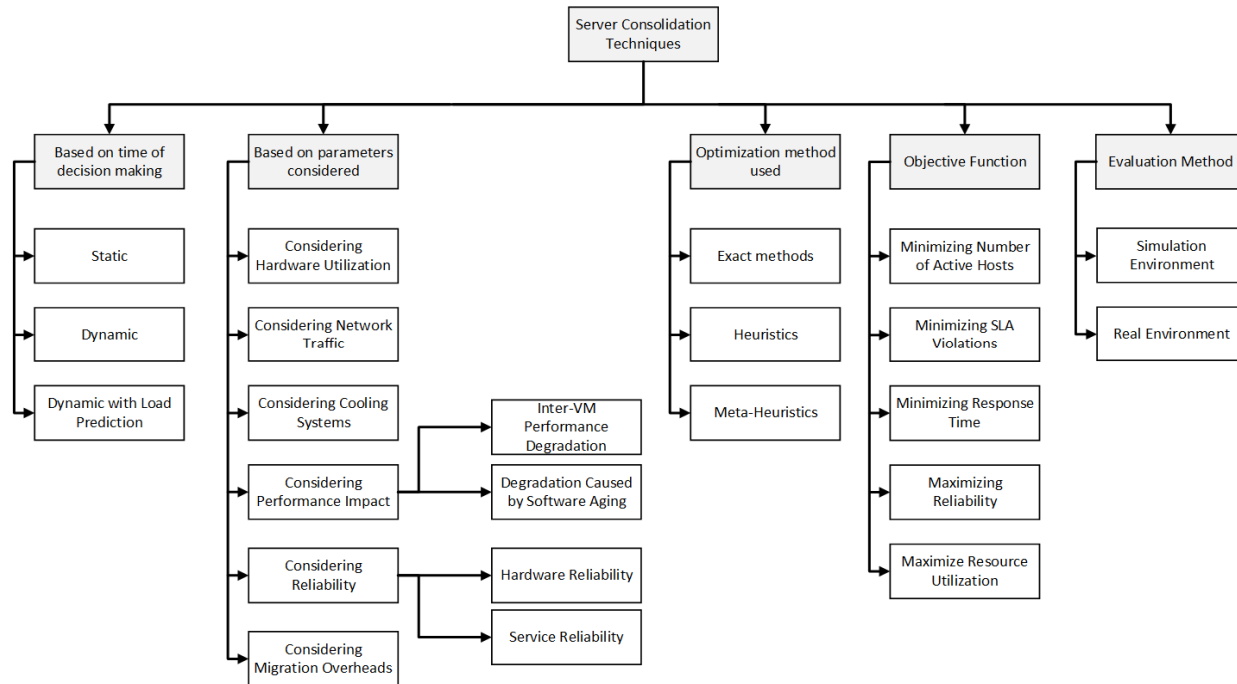 Server Consolidation
Techniques
Based on time of
decision making
Static
Dynamic
Dynamic with Load
Prediction
Based on parameters
considered
Considering
Hardware Utilization
Considering Network
Traffic
Considering Cooling
Systems
Considering
Performance Impact
Inter-VM
Performance
Degradation
Degradation Caused
by Software Aging
Considering
Reliability
Hardware Reliability
Service Reliability
Considering
Migration Overheads
Optimization method
used
Exact methods
Heuristics
Meta-Heuristics
Objective Function
Minimizing Number
of Active Hosts
Minimizing SLA
Violations
Minimizing Response
Time
Maximizing
Reliability
Maximize Resource
Utilization
Evaluation Method
Simulation
Environment
Real Environment